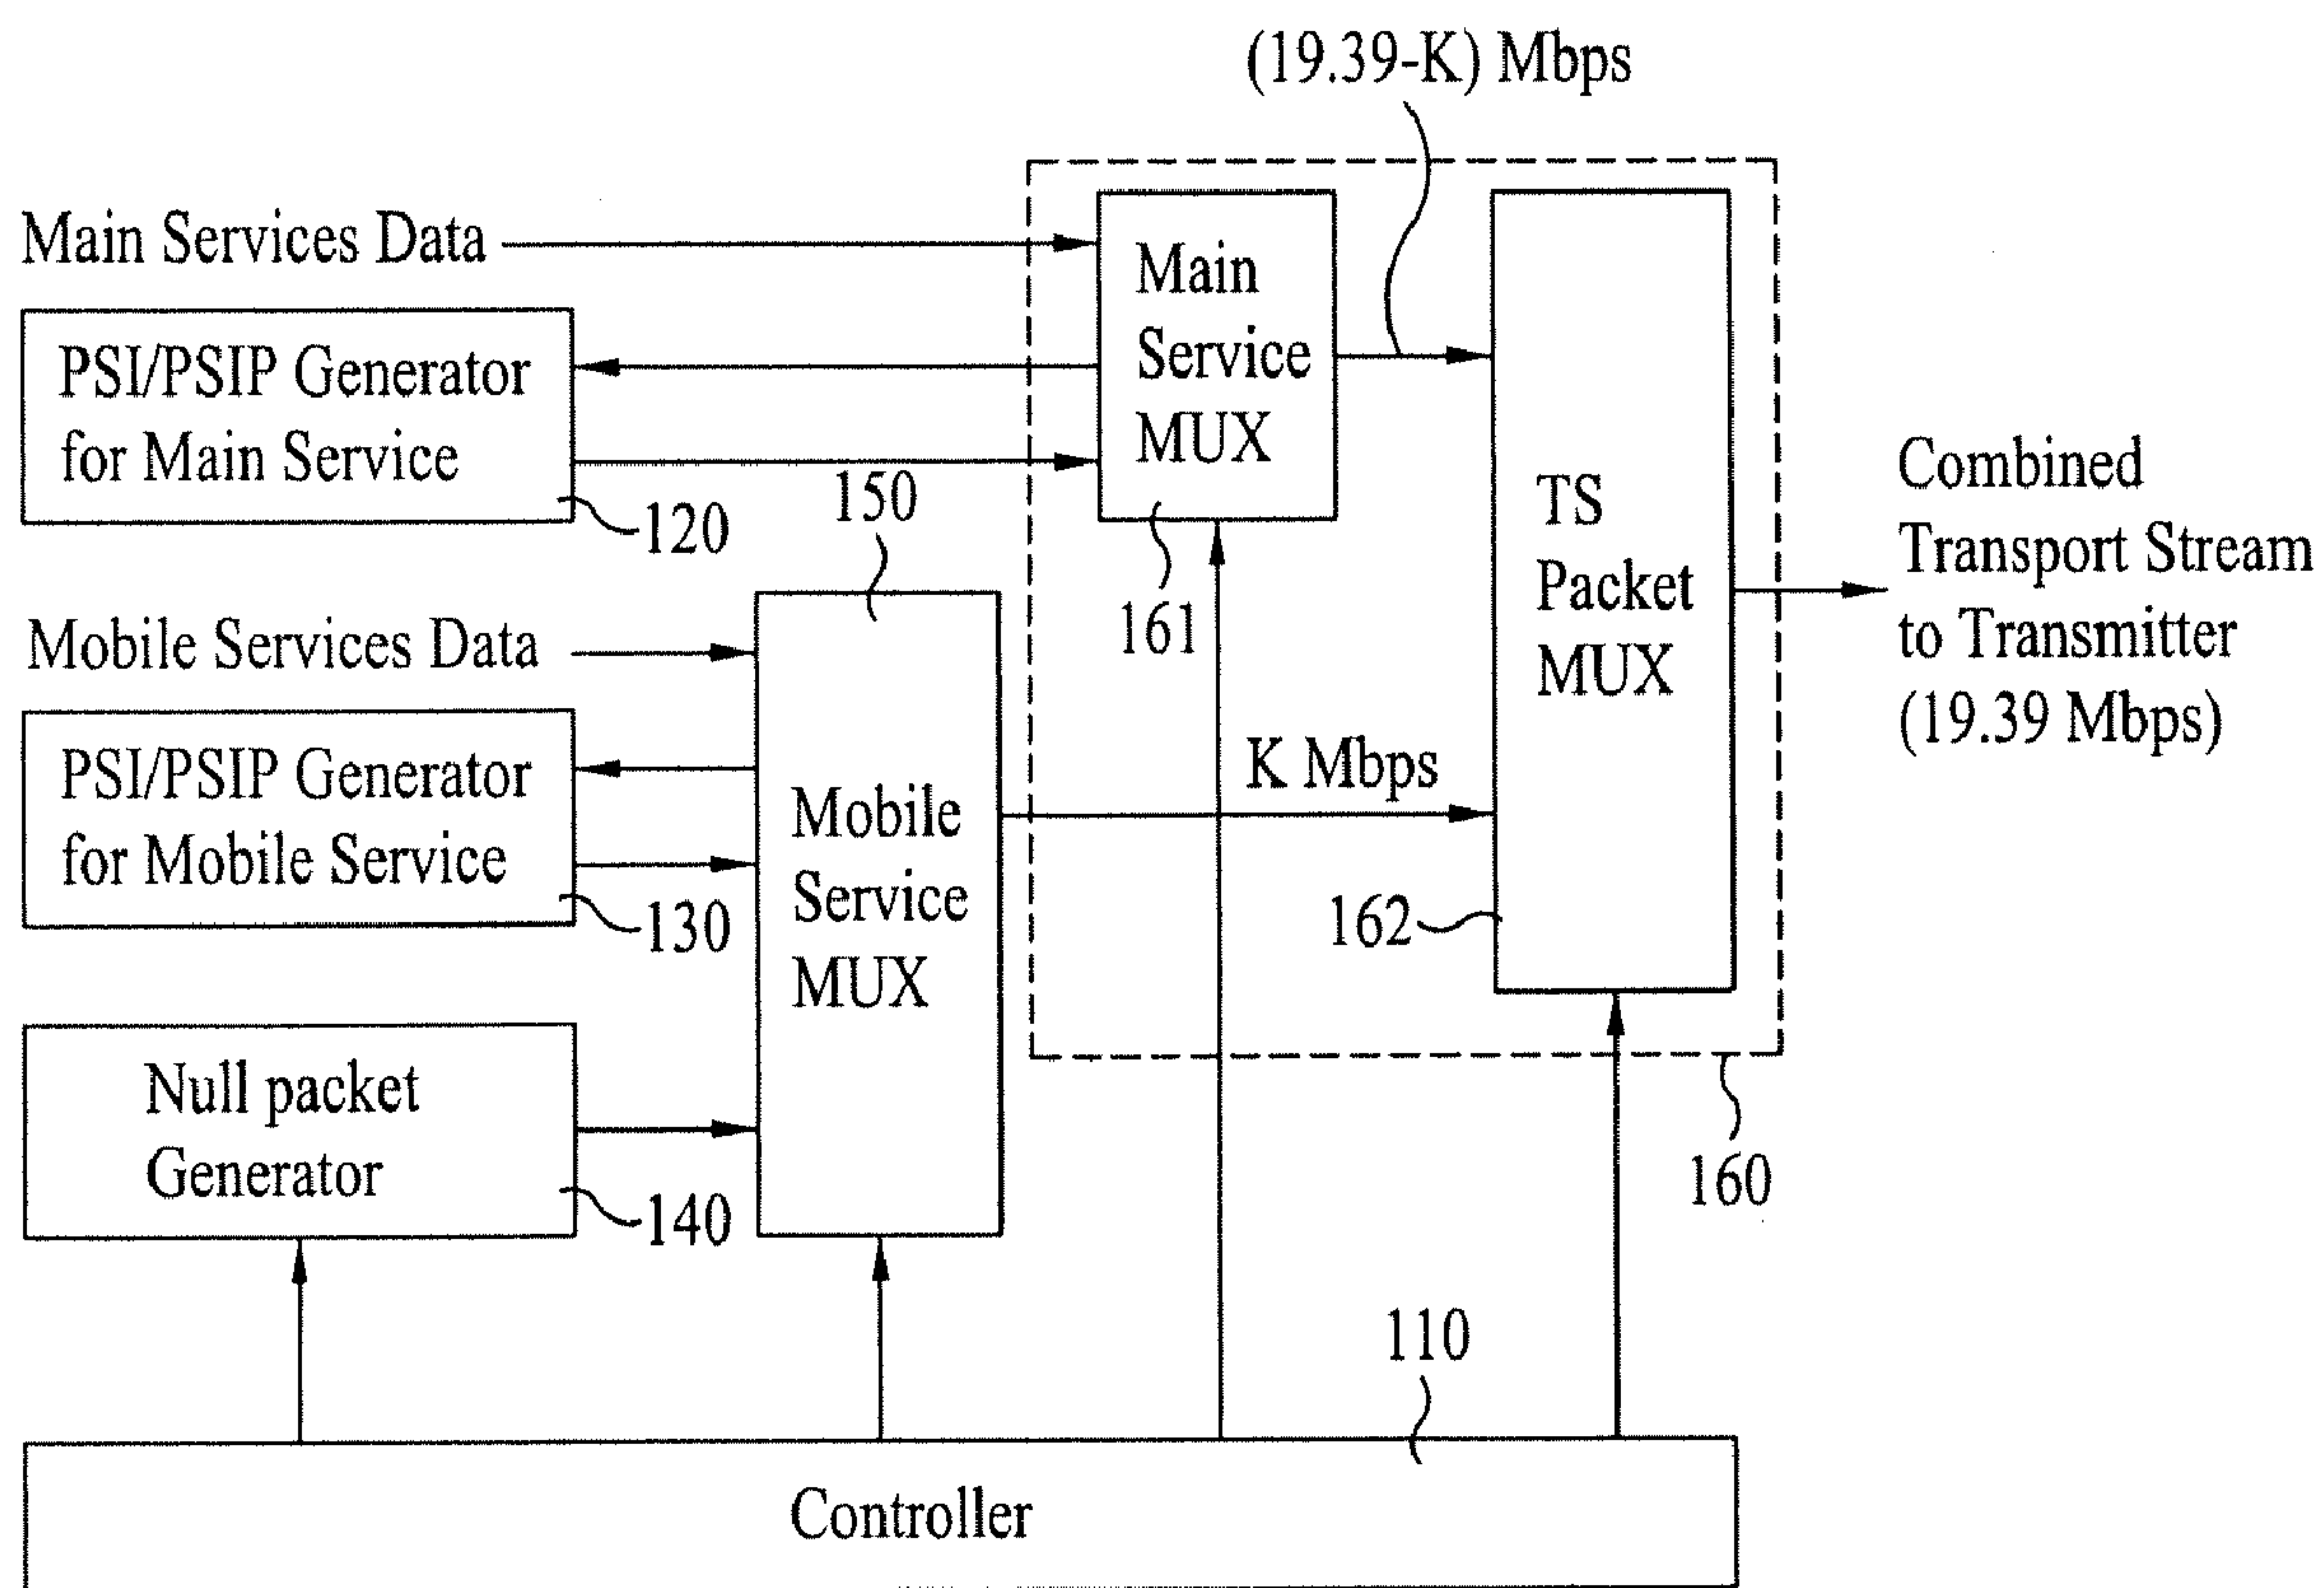 (19.39-K) Mbps
Main Services Data
Main
Service
MUX
161
PSI/PSIP Generator
for Main Service
120
150
TS
Packet
MUX
162
Combined
Transport Stream
to Transmitter
(19.39 Mbps)
Mobile Services Data
PSI/PSIP Generator
for Mobile Service
130
Mobile
Service
MUX
K Mbps
Null packet
Generator
140
160
110
Controller